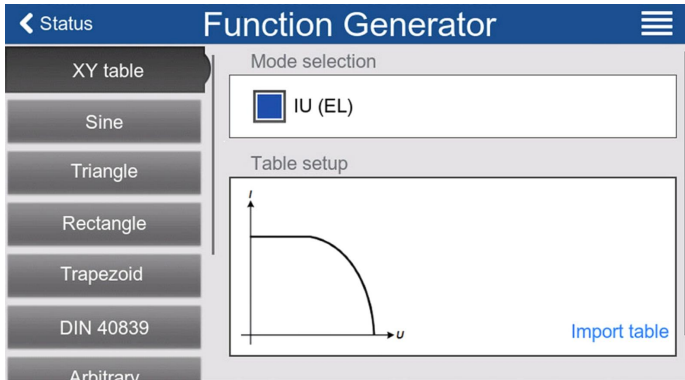 Status
Function Generator
XY table
Sine
Triangle
Rectangle
Trapezoid
DIN 40839
Arbitrary
Mode selection
IU (EL)
Table setup
I
U
Import table